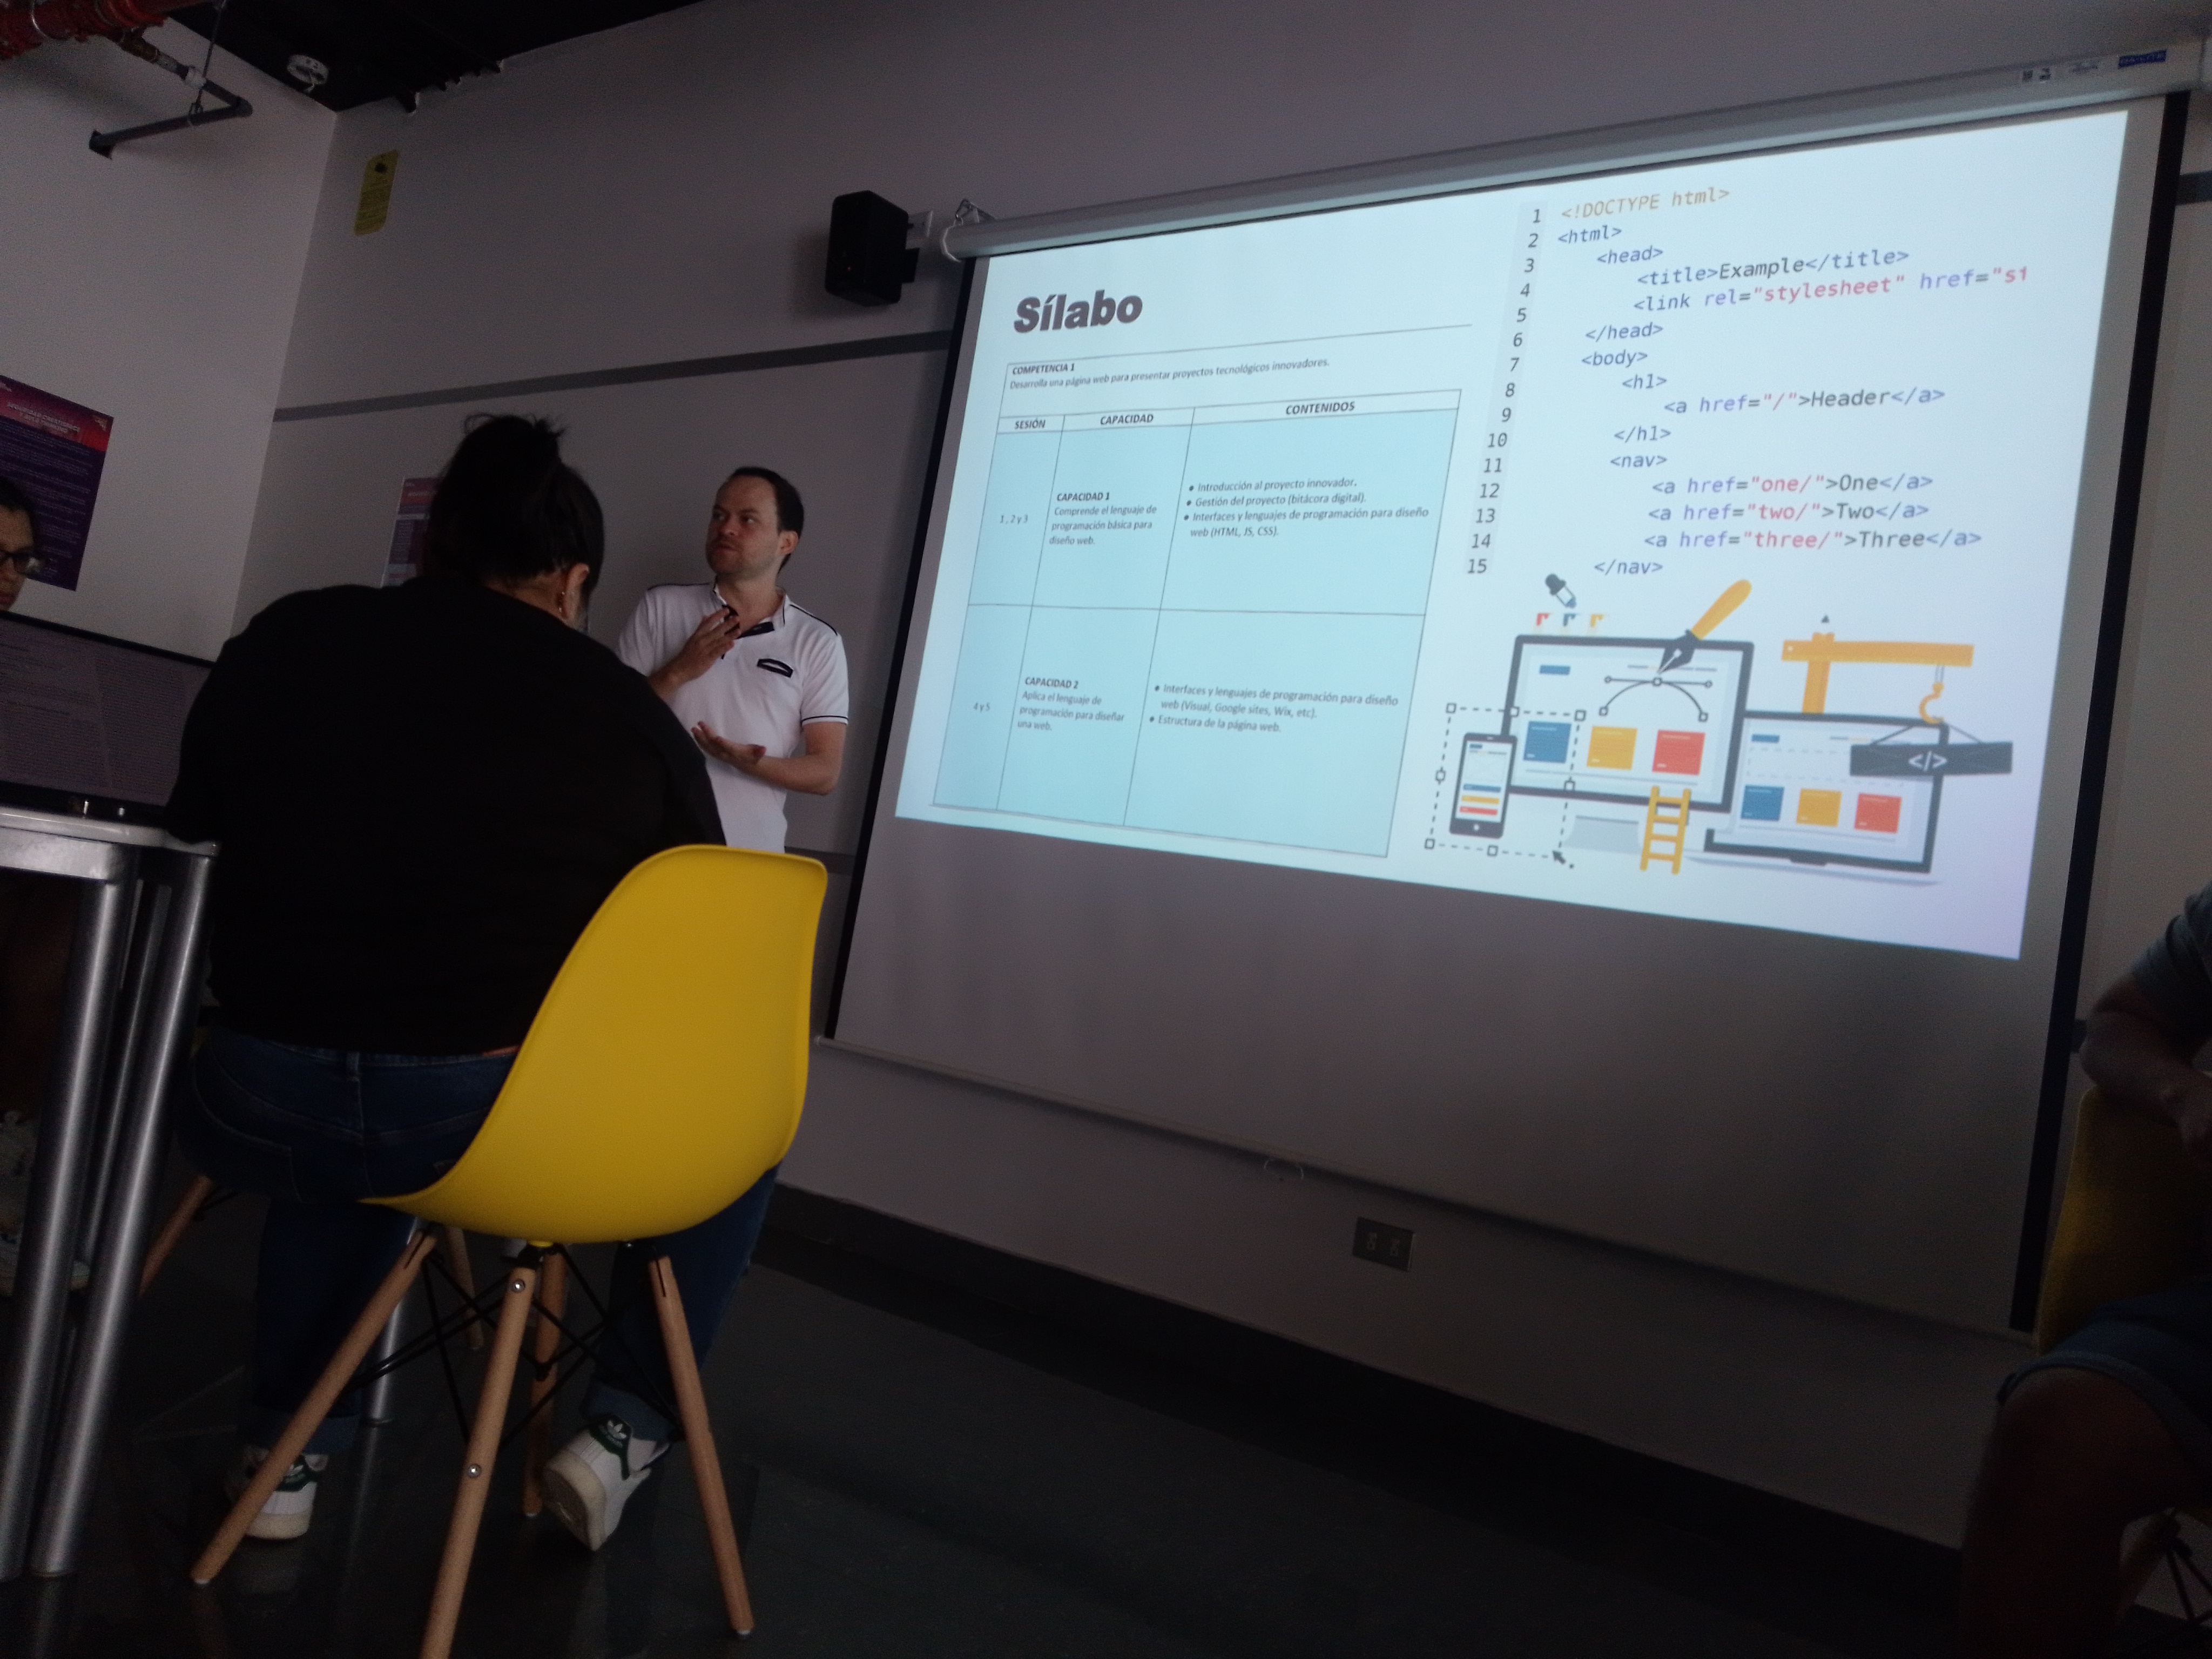 Sílabo
COMPETENCIA 1
Desarrolla una página web para presentar proyectos tecnológicos innovadores.
SESIÓN
CAPACIDAD
CONTENIDOS
1, 2 y 3
CAPACIDAD 1
Comprende el lenguaje de
programación básica para
diseño web.
● Introducción al proyecto innovador.
● Gestión del proyecto (bitácora digital).
● Interfaces y lenguajes de programación para diseño
web (HTML, JS, CSS).
4 y 5
CAPACIDAD 2
Aplica el lenguaje de
programación para diseñar
una web.
● Interfaces y lenguajes de programación para diseño
web (Visual, Google sites, Wix, etc).
● Estructura de la página web.
1 <!DOCTYPE html>
2 <html>
3 <head>
4 <title>Example</title>
5 <link rel="stylesheet" href="si
6 </head>
7 <body>
8 <h1>
9 <a href="/">Header</a>
10 </h1>
11 <nav>
12 <a href="one/">One</a>
13 <a href="two/">Two</a>
14 <a href="three/">Three</a>
15 </nav>
</>